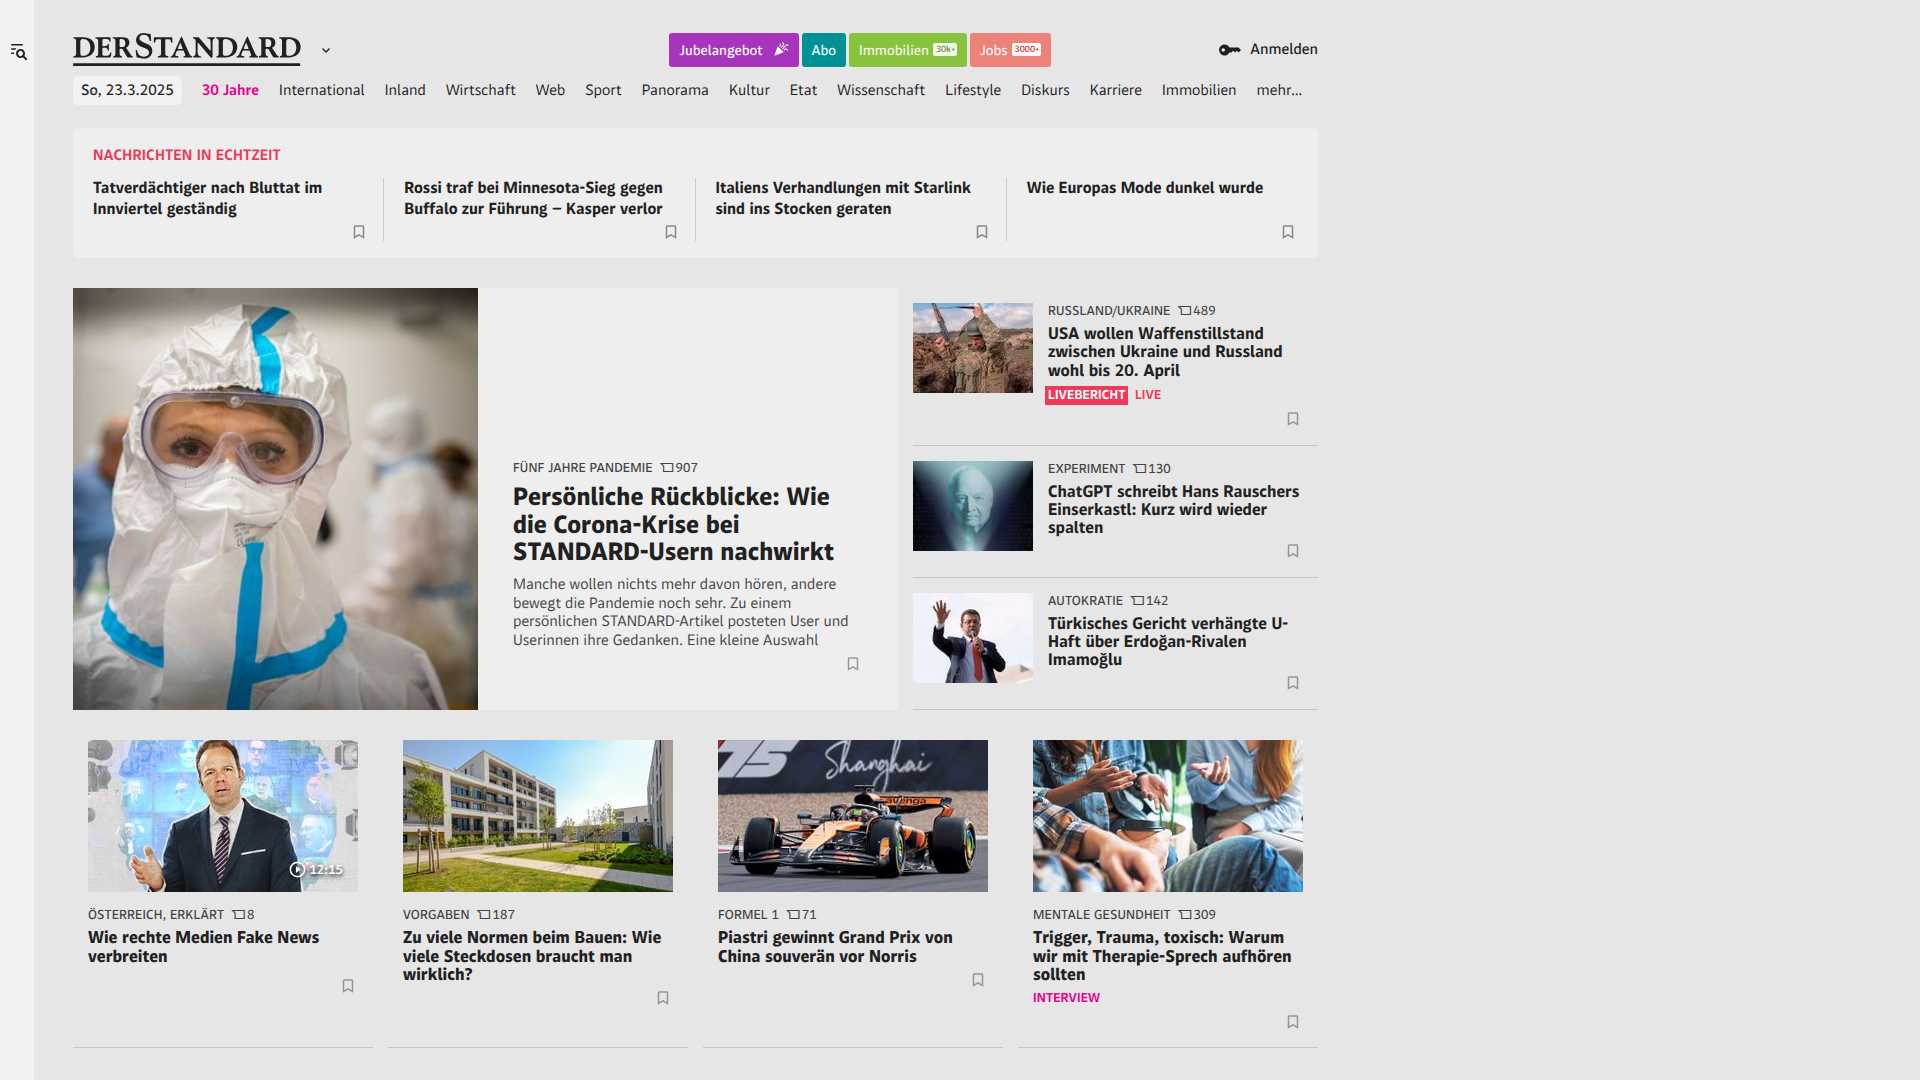 DERSTANDARD
Jubelangebot
Abo
Immobilien 30k+
Jobs 3000+
Anmelden
So, 23.3.2025
30 Jahre
International
Inland
Wirtschaft
Web
Sport
Panorama
Kultur
Etat
Wissenschaft
Lifestyle
Diskurs
Karriere
Immobilien
mehr...
NACHRICHTEN IN ECHTZEIT
Tatverdächtiger nach Bluttat im
Innviertel geständig
Rossi traf bei Minnesota-Sieg gegen
Buffalo zur Führung – Kasper verlor
Italiens Verhandlungen mit Starlink
sind ins Stocken geraten
Wie Europas Mode dunkel wurde
FÜNF JAHRE PANDEMIE 907
Persönliche Rückblicke: Wie
die Corona-Krise bei
STANDARD-Usern nachwirkt
Manche wollen nichts mehr davon hören, andere
bewegt die Pandemie noch sehr. Zu einem
persönlichen STANDARD-Artikel posteten User und
Userinnen ihre Gedanken. Eine kleine Auswahl
RUSSLAND/UKRAINE 489
USA wollen Waffenstillstand
zwischen Ukraine und Russland
wohl bis 20. April
LIVEBERICHT LIVE
EXPERIMENT 130
ChatGPT schreibt Hans Rauschers
Einserkastl: Kurz wird wieder
spalten
AUTOKRATIE 142
Türkisches Gericht verhängte U-
Haft über Erdoğan-Rivalen
Imamoğlu
12:15
ÖSTERREICH, ERKLÄRT 8
Wie rechte Medien Fake News
verbreiten
VORGABEN 187
Zu viele Normen beim Bauen: Wie
viele Steckdosen braucht man
wirklich?
75 Shanghai
avenga
FORMEL 1 71
Piastri gewinnt Grand Prix von
China souverän vor Norris
MENTALE GESUNDHEIT 309
Trigger, Trauma, toxisch: Warum
wir mit Therapie-Sprech aufhören
sollten
INTERVIEW